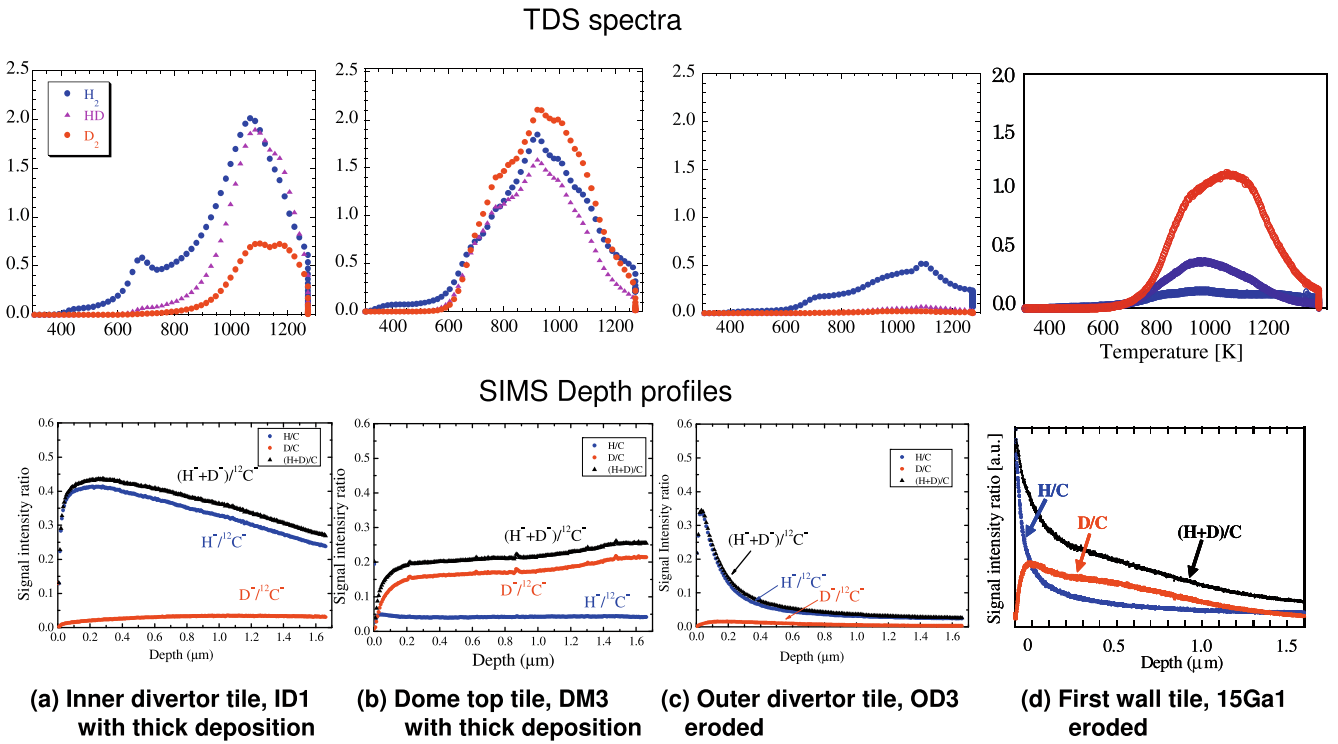 TDS spectra
2.5
2.0
1.5
1.0
0.5
0.0
H₂
HD
D₂
400 600 800 1000 1200
2.5
2.0
1.5
1.0
0.5
0.0
400 600 800 1000 1200
2.5
2.0
1.5
1.0
0.5
0.0
400 600 800 1000 1200
2.0
1.5
1.0
0.5
0.0
400 600 800 1000 1200
Temperature [K]
SIMS Depth profiles
Signal intensity ratio
0.6
0.5
0.4
0.3
0.2
0.1
0.0
H/C
D/C
(H+D)/C
(H⁻+D⁻)/¹²C⁻
H⁻/¹²C⁻
D⁻/¹²C⁻
0.0 0.2 0.4 0.6 0.8 1.0 1.2 1.4 1.6
Depth (μm)
Signal intensity ratio
0.6
0.5
0.4
0.3
0.2
0.1
0.0
H/C
D/C
(H+D)/C
(H⁻+D⁻)/¹²C⁻
D⁻/¹²C⁻
H⁻/¹²C⁻
0.0 0.2 0.4 0.6 0.8 1.0 1.2 1.4 1.6
Depth (μm)
Signal Intensity ratio
0.6
0.5
0.4
0.3
0.2
0.1
0.0
H/C
D/C
(H+D)/C
(H⁻+D⁻)/¹²C⁻
H⁻/¹²C⁻
D⁻/¹²C⁻
0.0 0.2 0.4 0.6 0.8 1.0 1.2 1.4 1.6
Depth (μm)
Signal intensity ratio [a.u.]
H/C
D/C
(H+D)/C
0 0.5 1.0 1.5
Depth (μm)
(a) Inner divertor tile, ID1
with thick deposition
(b) Dome top tile, DM3
with thick deposition
(c) Outer divertor tile, OD3
eroded
(d) First wall tile, 15Ga1
eroded